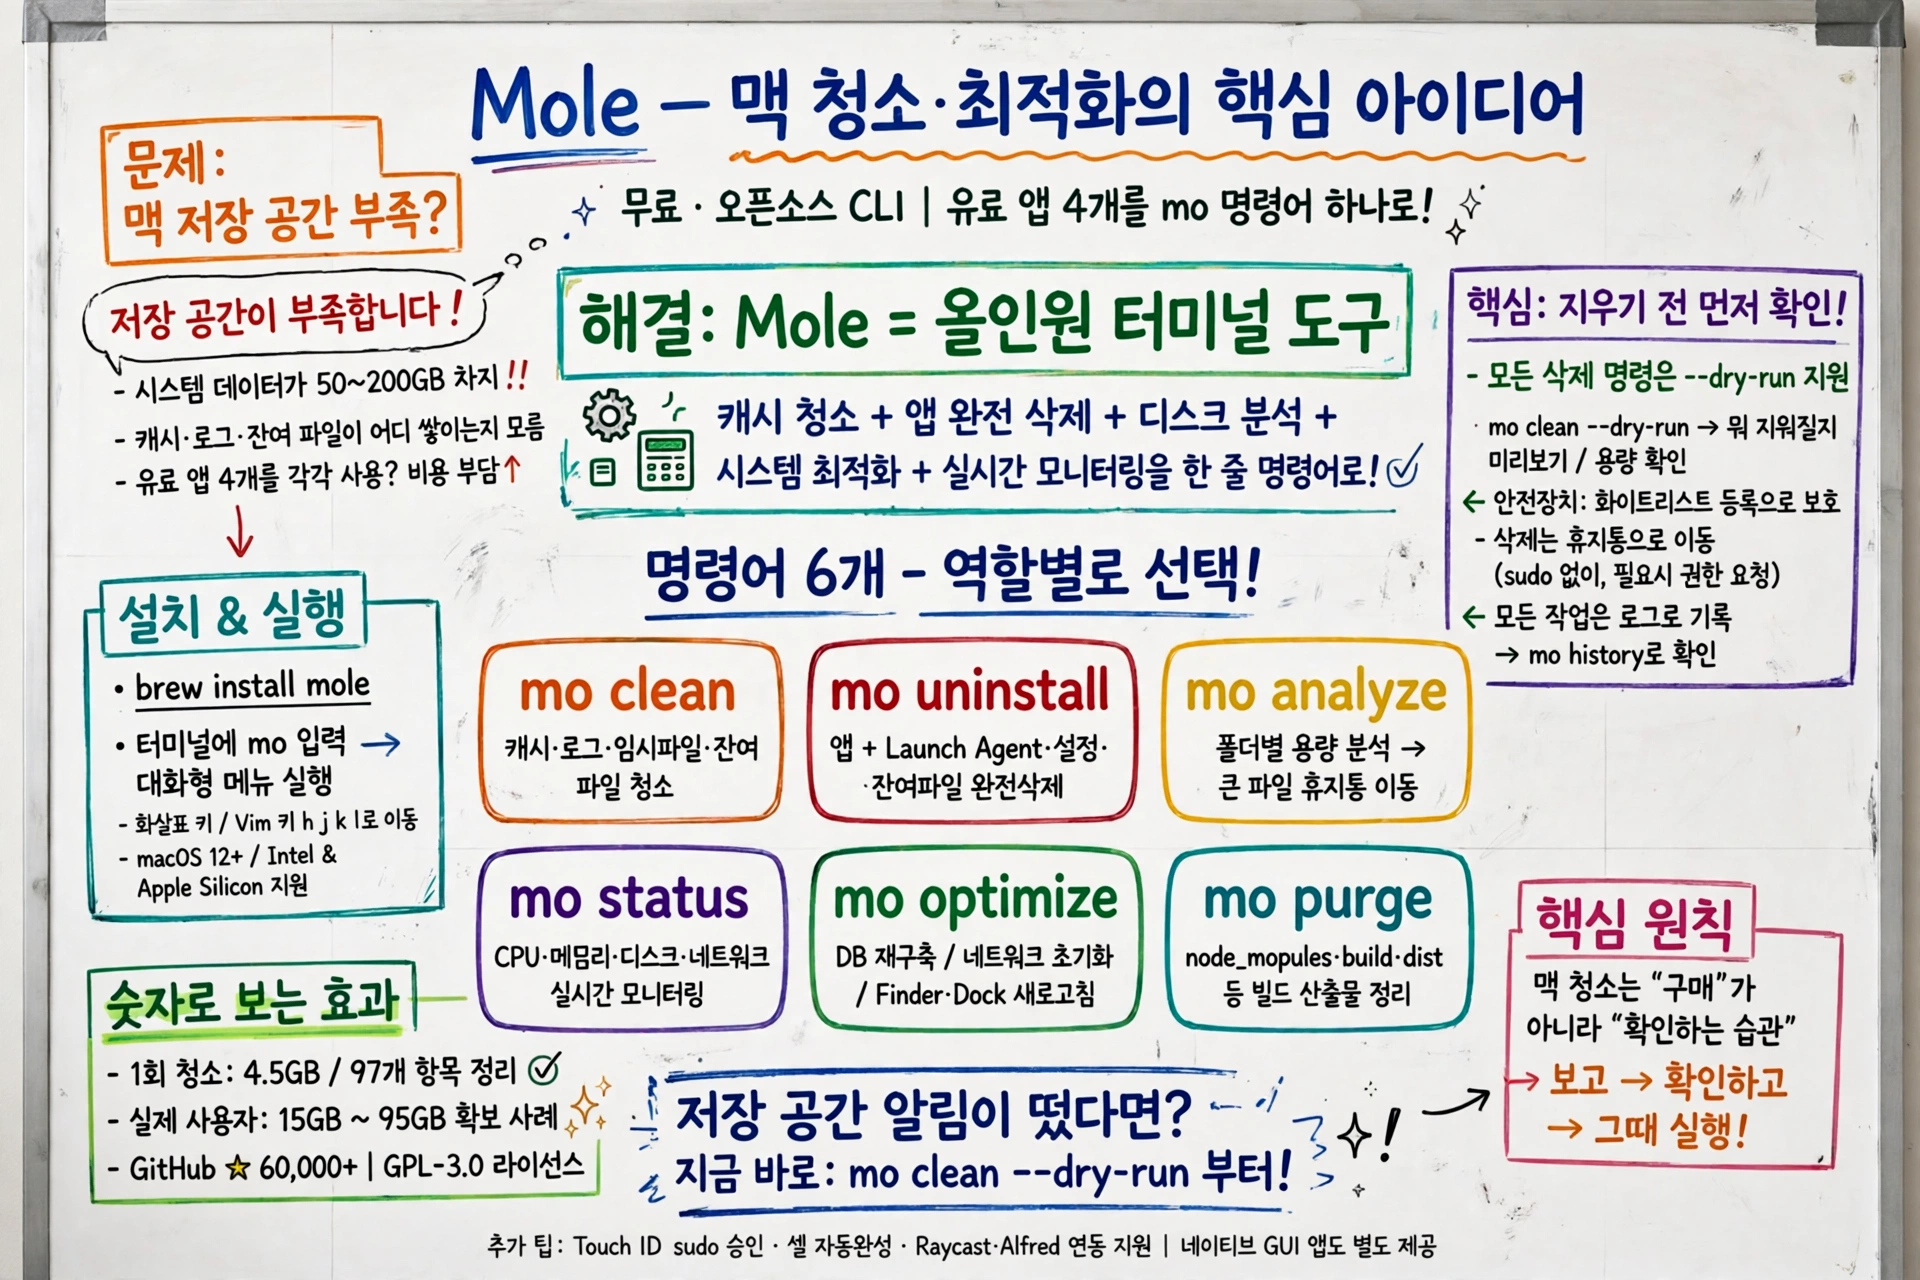 Mole – 맥 청소·최적화의 핵심 아이디어
무료 · 오픈소스 CLI | 유료 앱 4개를 mo 명령어 하나로!
문제:
맥 저장 공간 부족?
저장 공간이 부족합니다!
- 시스템 데이터가 50~200GB 차지!!
- 캐시·로그·잔여 파일이 어디 쌓이는지 모름
- 유료 앱 4개를 각각 사용? 비용 부담↑
해결: Mole = 올인원 터미널 도구
캐시 청소 + 앱 완전 삭제 + 디스크 분석 +
시스템 최적화 + 실시간 모니터링을 한 줄 명령어로!
핵심: 지우기 전 먼저 확인!
- 모든 삭제 명령은 --dry-run 지원
· mo clean --dry-run → 뭐 지워질지
미리보기 / 용량 확인
← 안전장치: 화이트리스트 등록으로 보호
- 삭제는 휴지통으로 이동
(sudo 없이, 필요시 권한 요청)
← 모든 작업은 로그로 기록
→ mo history로 확인
설치 & 실행
• brew install mole
• 터미널에 mo 입력 →
대화형 메뉴 실행
- 화살표 키 / Vim 키 h j k l로 이동
- macOS 12+ / Intel &
Apple Silicon 지원
명령어 6개 - 역할별로 선택!
mo clean
캐시·로그·임시파일·잔여
파일 청소
mo uninstall
앱 + Launch Agent·설정·
·잔여파일 완전삭제
mo analyze
폴더별 용량 분석 →
큰 파일 휴지통 이동
mo status
CPU·메밈리·디스크·네트워크
실시간 모니터링
mo optimize
DB 재구축 / 네트워크 초기화
/ Finder·Dock 새로고침
mo purge
node_mopules·build·dist
등 빌드 산출물 정리
숫자로 보는 효과
- 1회 청소: 4.5GB / 97개 항목 정리
- 실제 사용자: 15GB ~ 95GB 확보 사례
- GitHub ★ 60,000+ | GPL-3.0 라이선스
저장 공간 알림이 떴다면?
지금 바로: mo clean --dry-run 부터!
!
핵심 원칙
맥 청소는 “구매”가
아니라 “확인하는 습관”
→ 보고 → 확인하고
→ 그때 실행!
추가 팁: Touch ID sudo 승인 · 셸 자동완성 · Raycast·Alfred 연동 지원 | 네이티브 GUI 앱도 별도 제공